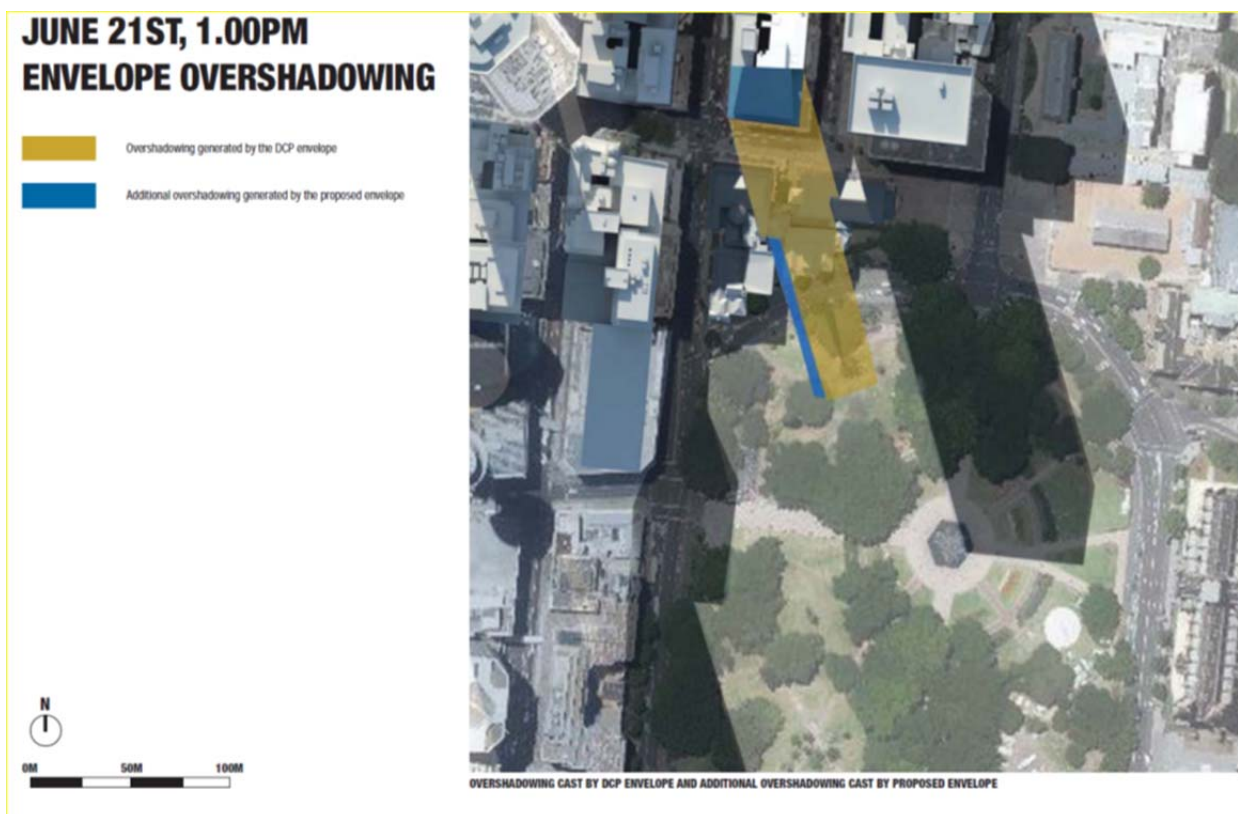 JUNE 21ST, 1.00PM
ENVELOPE OVERSHADOWING
Overshadowing generated by the DCP envelope
Additional overshadowing generated by the proposed envelope
N
0M 50M 100M
OVERSHADOWING CAST BY DCP ENVELOPE AND ADDITIONAL OVERSHADOWING CAST BY PROPOSED ENVELOPE